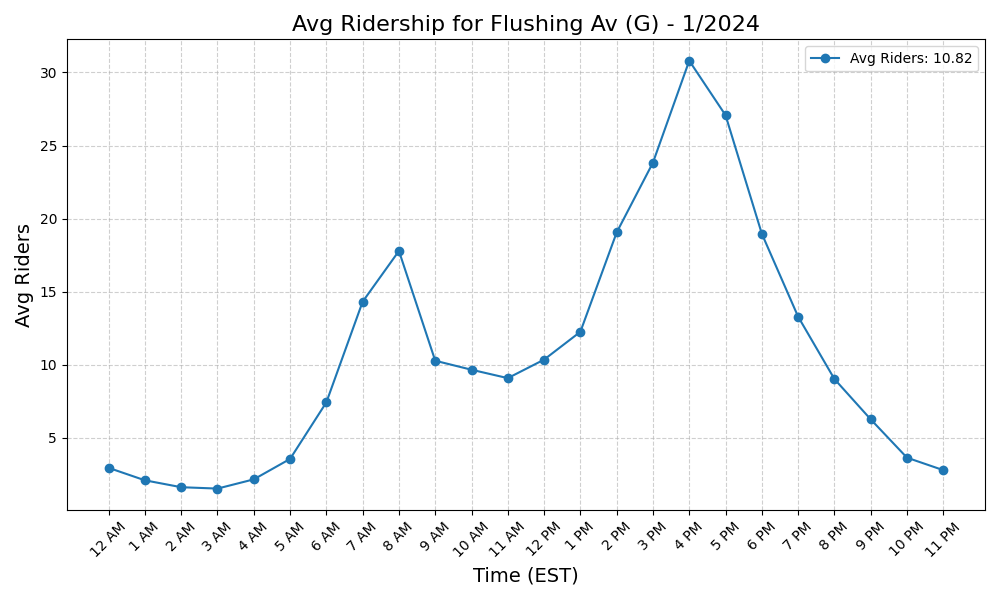 Avg Ridership for Flushing Av (G) - 1/2024
Avg Riders: 10.82
Avg Riders
30
25
20
15
10
5
12 AM
1 AM
2 AM
3 AM
4 AM
5 AM
6 AM
7 AM
8 AM
9 AM
10 AM
11 AM
12 PM
1 PM
2 PM
3 PM
4 PM
5 PM
6 PM
7 PM
8 PM
9 PM
10 PM
11 PM
Time (EST)